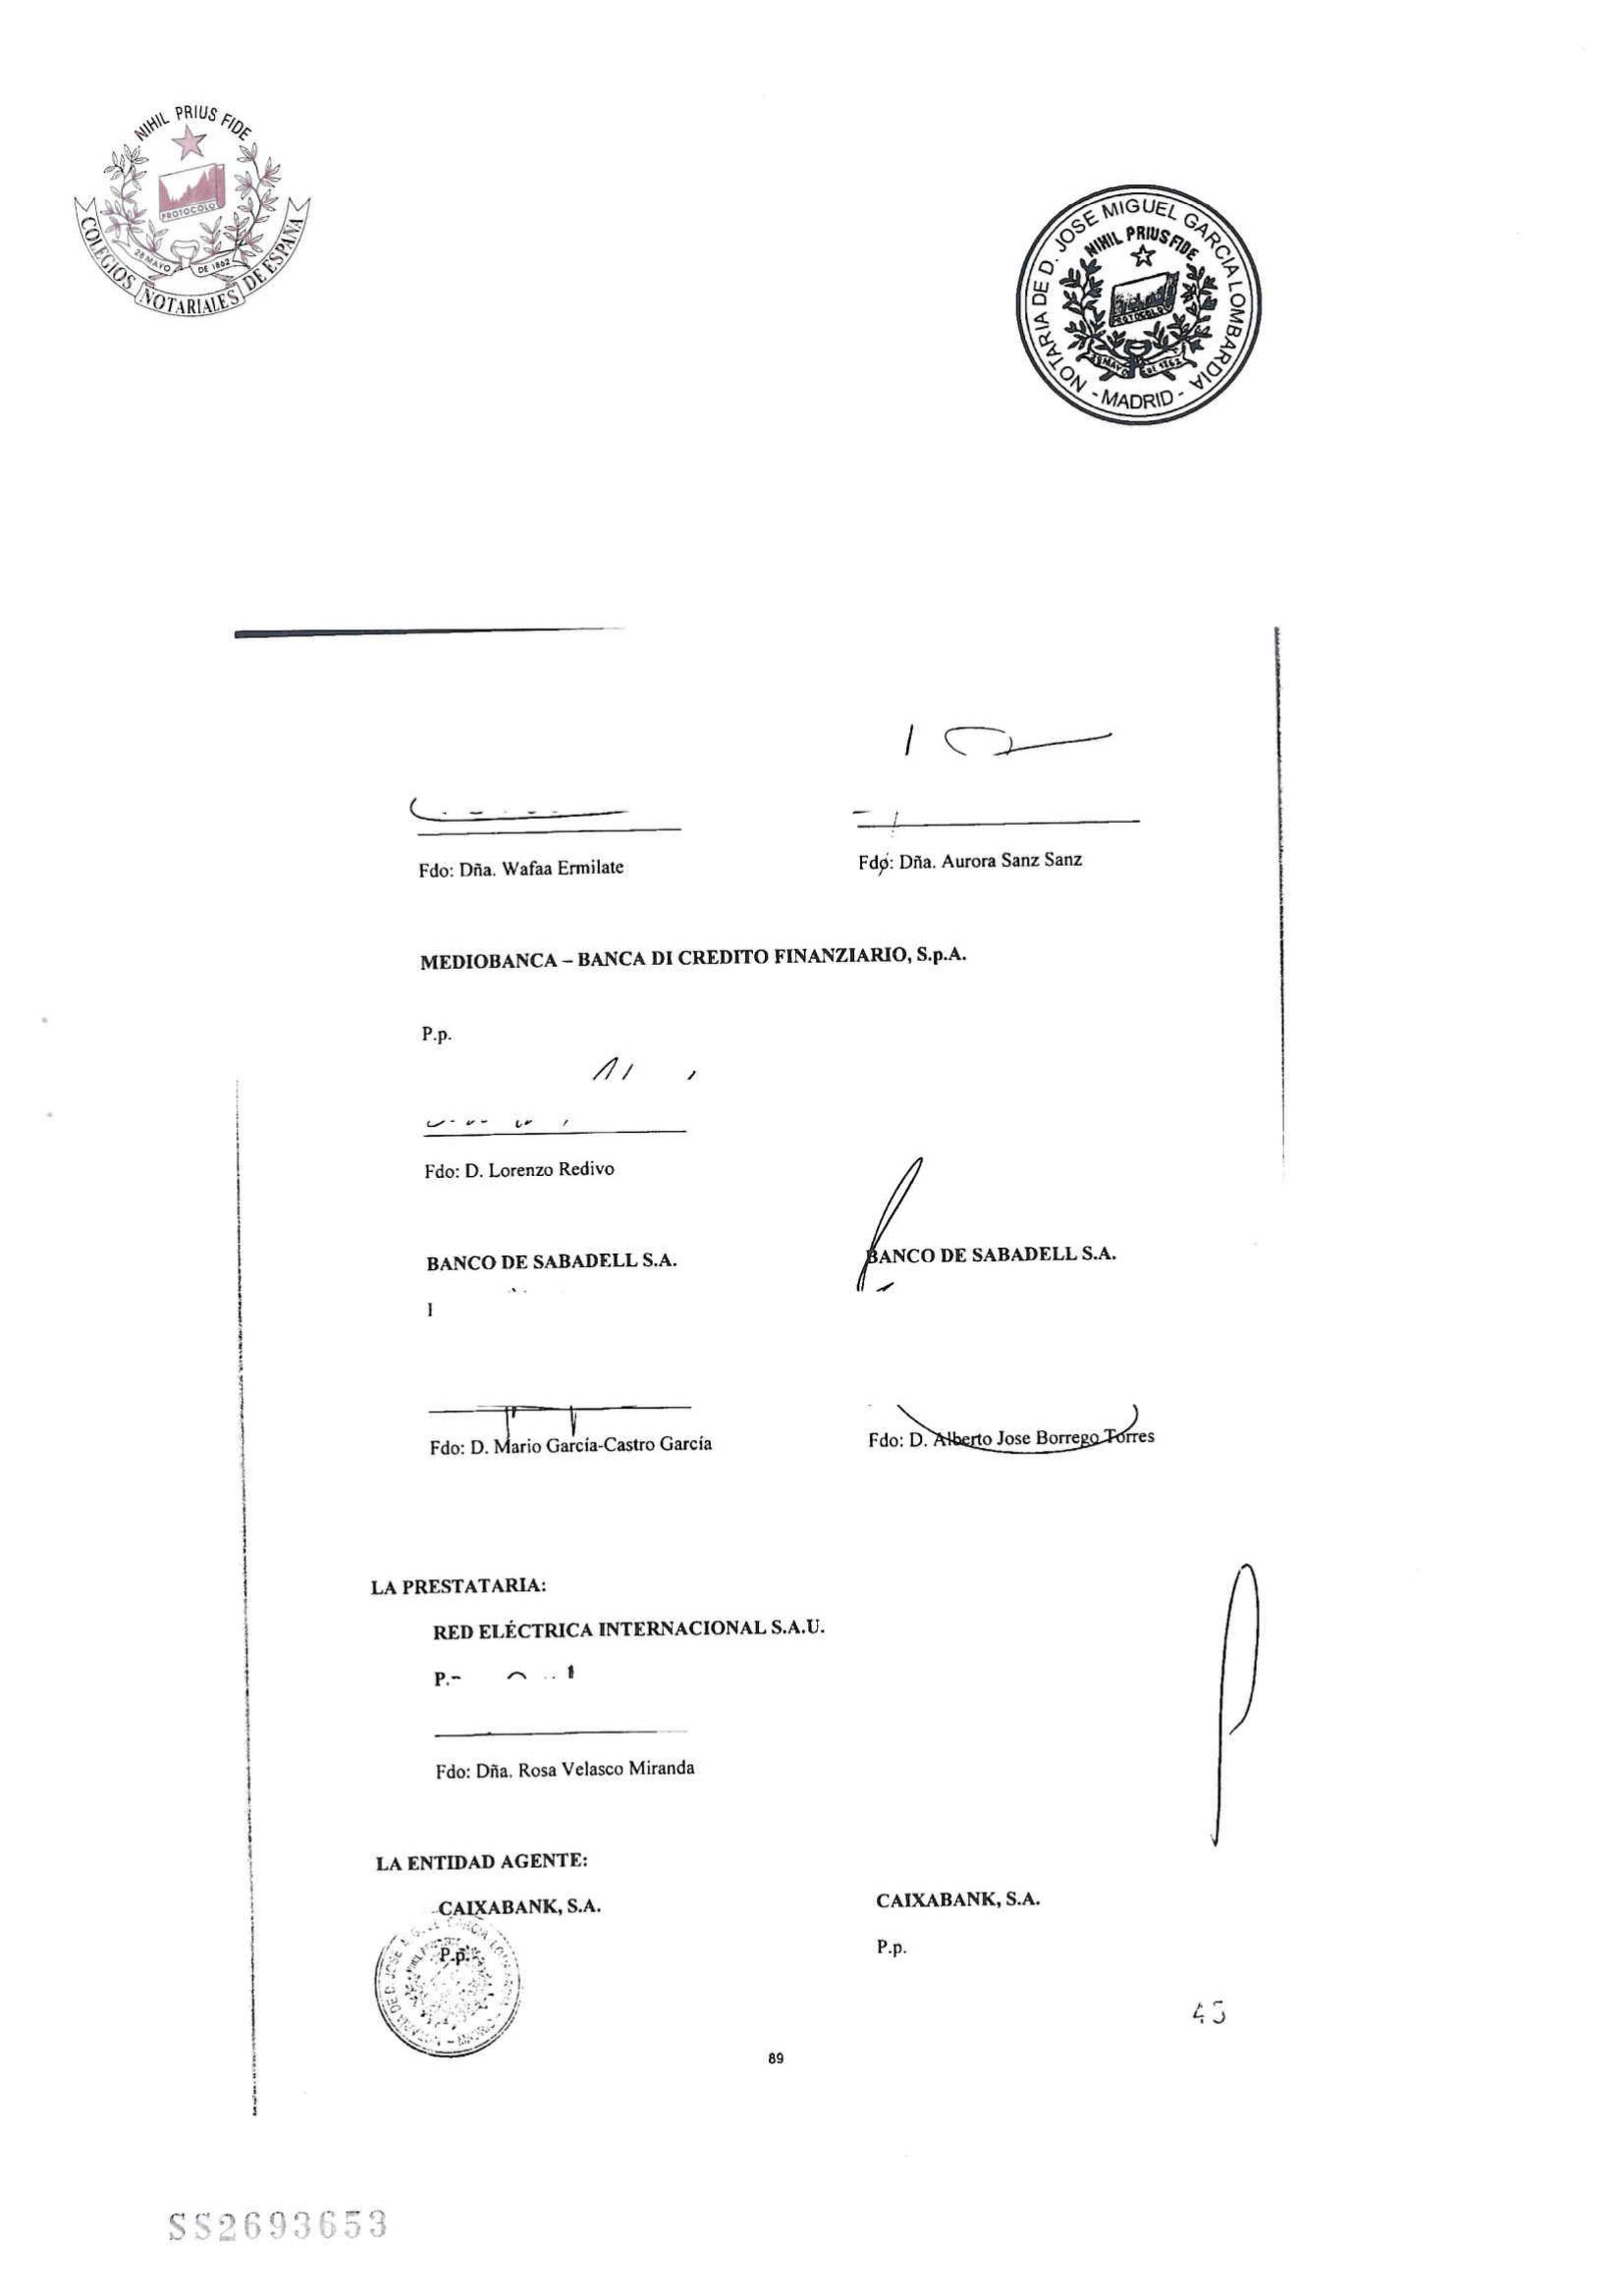 NIHIL PRIUS FIDE
PROTOCOLO
28 MAYO DE 1862
COLEGIOS NOTARIALES DE ESPAÑA
NOTARIA DE D. JOSE MIGUEL GARCIA LOMBARDIA
- MADRID -
NIHIL PRIUS FIDE
PROTOCOLO
28 MAYO DE 1862
Fdo: Dña. Wafaa Ermilate
Fdo: Dña. Aurora Sanz Sanz
MEDIOBANCA – BANCA DI CREDITO FINANZIARIO, S.p.A.
P.p.
Fdo: D. Lorenzo Redivo
BANCO DE SABADELL S.A.
BANCO DE SABADELL S.A.
Fdo: D. Mario García-Castro García
Fdo: D. Alberto Jose Borrego Torres
LA PRESTATARIA:
RED ELÉCTRICA INTERNACIONAL S.A.U.
Fdo: Dña. Rosa Velasco Miranda
LA ENTIDAD AGENTE:
CAIXABANK, S.A.
CAIXABANK, S.A.
P.p.
P.p.
89
SS2693653